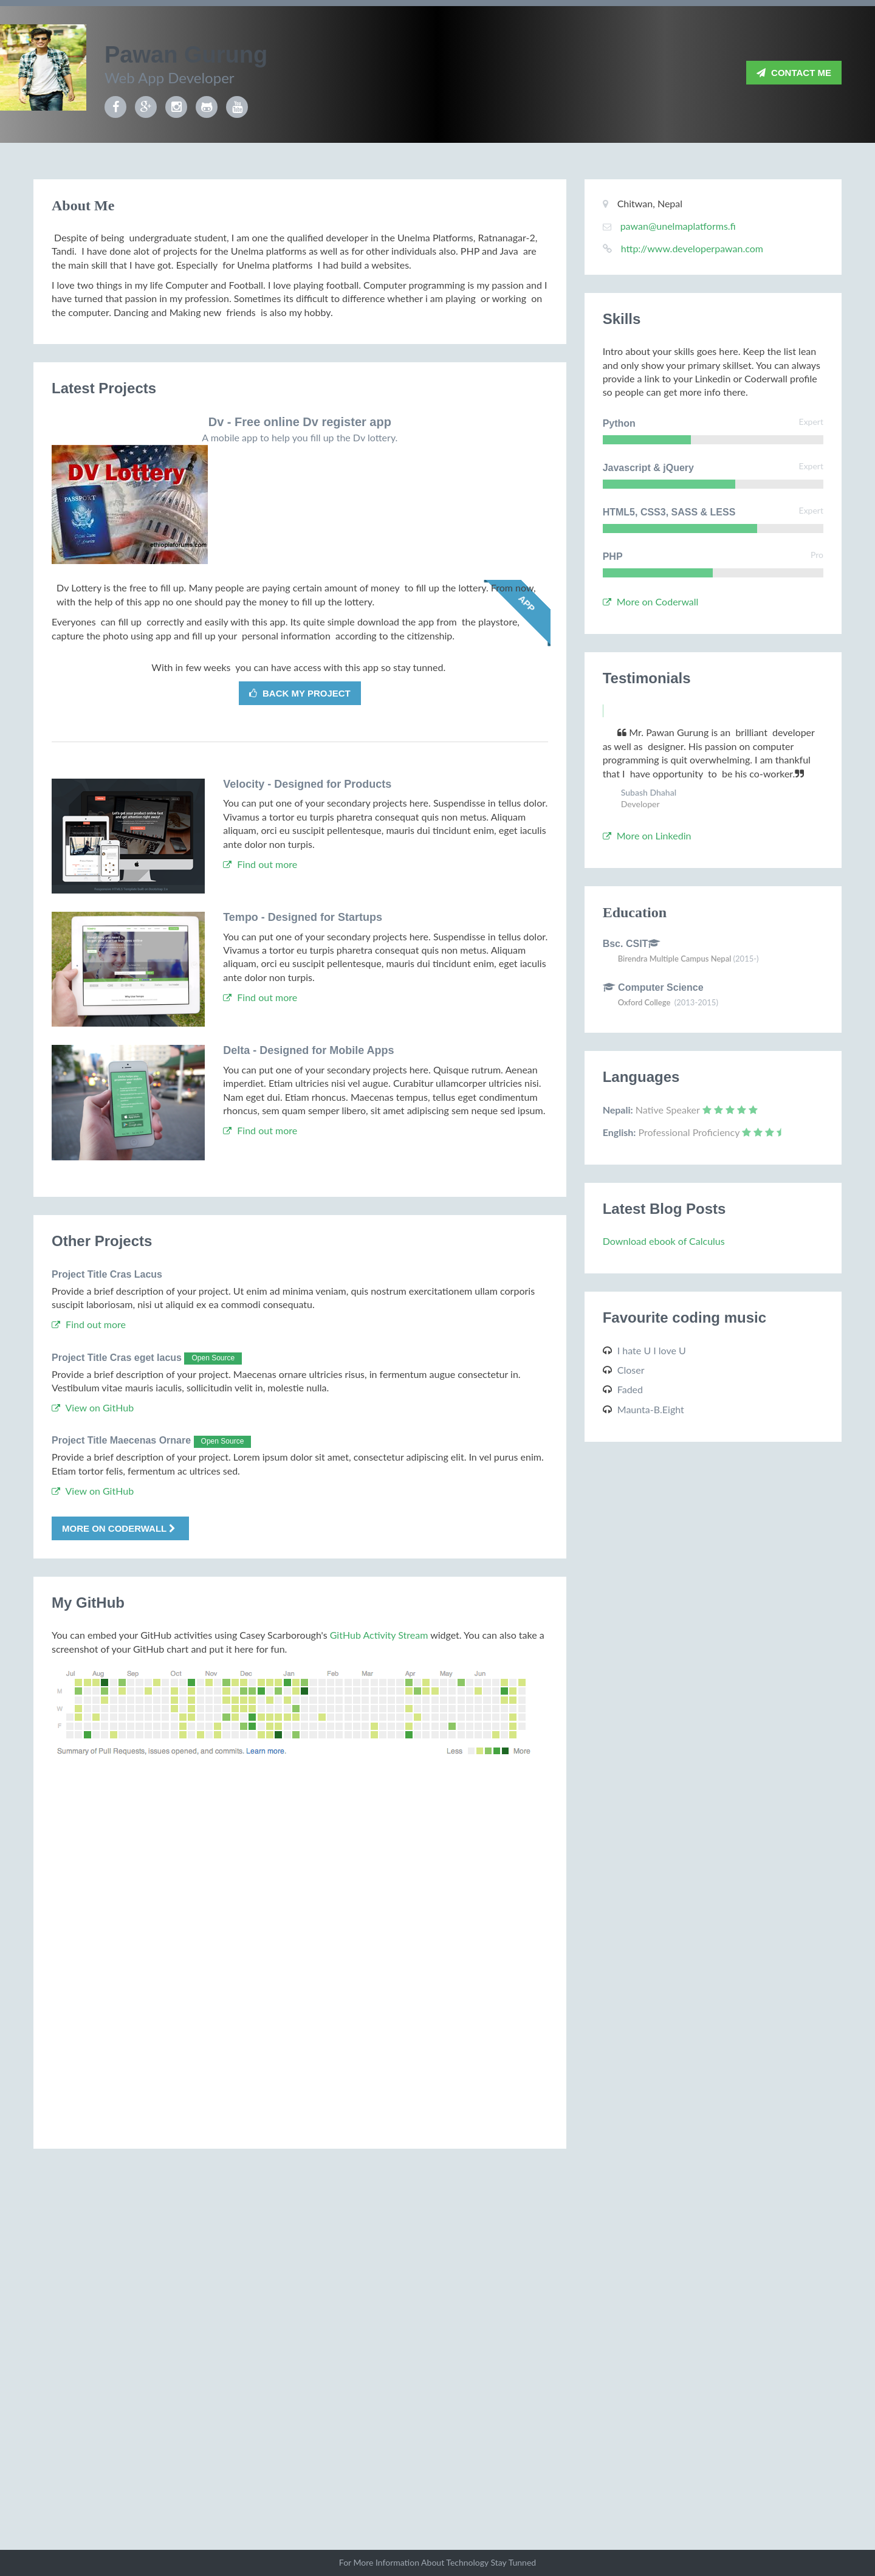 Pawan Gurung
Web App Developer
CONTACT ME
About Me
Despite of being undergraduate student, I am one the qualified developer in the Unelma Platforms, Ratnanagar-2,
Tandi. I have done alot of projects for the Unelma platforms as well as for other individuals also. PHP and Java are
the main skill that I have got. Especially for Unelma platforms I had build a websites.
I love two things in my life Computer and Football. I love playing football. Computer programming is my passion and I
have turned that passion in my profession. Sometimes its difficult to difference whether i am playing or working on
the computer. Dancing and Making new friends is also my hobby.
Latest Projects
Dv - Free online Dv register app
A mobile app to help you fill up the Dv lottery.
DV Lottery
PASSPORT
ethiopiaforums.com
Dv Lottery is the free to fill up. Many people are paying certain amount of money to fill up the lottery. From now,
with the help of this app no one should pay the money to fill up the lottery.
APP
Everyones can fill up correctly and easily with this app. Its quite simple download the app from the playstore,
capture the photo using app and fill up your personal information according to the citizenship.
With in few weeks you can have access with this app so stay tunned.
BACK MY PROJECT
Velocity - Designed for Products
You can put one of your secondary projects here. Suspendisse in tellus dolor.
Vivamus a tortor eu turpis pharetra consequat quis non metus. Aliquam
aliquam, orci eu suscipit pellentesque, mauris dui tincidunt enim, eget iaculis
ante dolor non turpis.
Find out more
Tempo - Designed for Startups
You can put one of your secondary projects here. Suspendisse in tellus dolor.
Vivamus a tortor eu turpis pharetra consequat quis non metus. Aliquam
aliquam, orci eu suscipit pellentesque, mauris dui tincidunt enim, eget iaculis
ante dolor non turpis.
Find out more
Delta - Designed for Mobile Apps
You can put one of your secondary projects here. Quisque rutrum. Aenean
imperdiet. Etiam ultricies nisi vel augue. Curabitur ullamcorper ultricies nisi.
Nam eget dui. Etiam rhoncus. Maecenas tempus, tellus eget condimentum
rhoncus, sem quam semper libero, sit amet adipiscing sem neque sed ipsum.
Find out more
Other Projects
Project Title Cras Lacus
Provide a brief description of your project. Ut enim ad minima veniam, quis nostrum exercitationem ullam corporis
suscipit laboriosam, nisi ut aliquid ex ea commodi consequatu.
Find out more
Project Title Cras eget lacus Open Source
Provide a brief description of your project. Maecenas ornare ultricies risus, in fermentum augue consectetur in.
Vestibulum vitae mauris iaculis, sollicitudin velit in, molestie nulla.
View on GitHub
Project Title Maecenas Ornare Open Source
Provide a brief description of your project. Lorem ipsum dolor sit amet, consectetur adipiscing elit. In vel purus enim.
Etiam tortor felis, fermentum ac ultrices sed.
View on GitHub
MORE ON CODERWALL
My GitHub
You can embed your GitHub activities using Casey Scarborough's GitHub Activity Stream widget. You can also take a
screenshot of your GitHub chart and put it here for fun.
Jul Aug Sep Oct Nov Dec Jan Feb Mar Apr May Jun
M
W
F
Summary of Pull Requests, issues opened, and commits. Learn more. Less More
Chitwan, Nepal
pawan@unelmaplatforms.fi
http://www.developerpawan.com
Skills
Intro about your skills goes here. Keep the list lean
and only show your primary skillset. You can always
provide a link to your Linkedin or Coderwall profile
so people can get more info there.
Python Expert
Javascript & jQuery Expert
HTML5, CSS3, SASS & LESS Expert
PHP Pro
More on Coderwall
Testimonials
❝ Mr. Pawan Gurung is an brilliant developer
as well as designer. His passion on computer
programming is quit overwhelming. I am thankful
that I have opportunity to be his co-worker.❞
Subash Dhahal
Developer
More on Linkedin
Education
Bsc. CSIT
Birendra Multiple Campus Nepal (2015-)
Computer Science
Oxford College (2013-2015)
Languages
Nepali: Native Speaker
English: Professional Proficiency
Latest Blog Posts
Download ebook of Calculus
Favourite coding music
I hate U I love U
Closer
Faded
Maunta-B.Eight
For More Information About Technology Stay Tunned